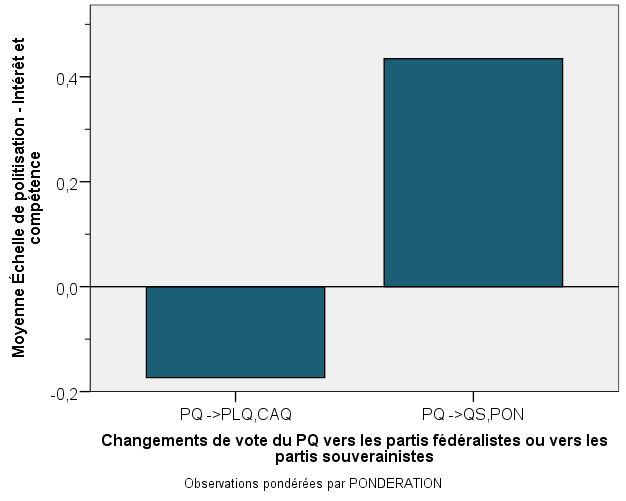 Moyenne Échelle de politisation - Intérêt et
compétence
0,4
0,2
0,0
-0,2
PQ ->PLQ,CAQ
PQ ->QS,PON
Changements de vote du PQ vers les partis fédéralistes ou vers les
partis souverainistes
Observations pondérées par PONDERATION